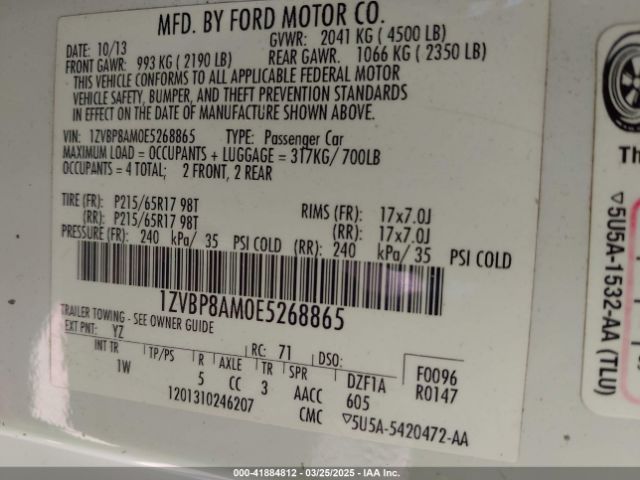 MFD. BY FORD MOTOR CO.
DATE: 10/13 GVWR: 2041 KG ( 4500 LB)
FRONT GAWR: 993 KG ( 2190 LB) REAR GAWR: 1066 KG ( 2350 LB)
THIS VEHICLE CONFORMS TO ALL APPLICABLE FEDERAL MOTOR
VEHICLE SAFETY, BUMPER, AND THEFT PREVENTION STANDARDS
IN EFFECT ON THE DATE OF MANUFACTURE SHOWN ABOVE.
VIN: 1ZVBP8AM0E5268865 TYPE: Passenger Car
MAXIMUM LOAD = OCCUPANTS + LUGGAGE = 317KG/ 700LB
OCCUPANTS = 4 TOTAL; 2 FRONT, 2 REAR
TIRE (FR): P215/65R17 98T RIMS (FR): 17x7.0J
(RR): P215/65R17 98T (RR): 17x7.0J
PRESSURE (FR): 240 kPa/ 35 PSI COLD (RR): 240 kPa/ 35 PSI COLD
1ZVBP8AM0E5268865
TRAILER TOWING - SEE OWNER GUIDE
EXT PNT: YZ RC: 71 DSO:
INT TR TP/PS R AXLE TR SPR DZF1A F0096
1W 5 CC 3 AACC 605 R0147
1201310246207 CMC ▽5U5A-5420472-AA
Th
▽5U5A-1532-AA (TLU)
000-41884812 - 03/25/2025 - IAA Inc.